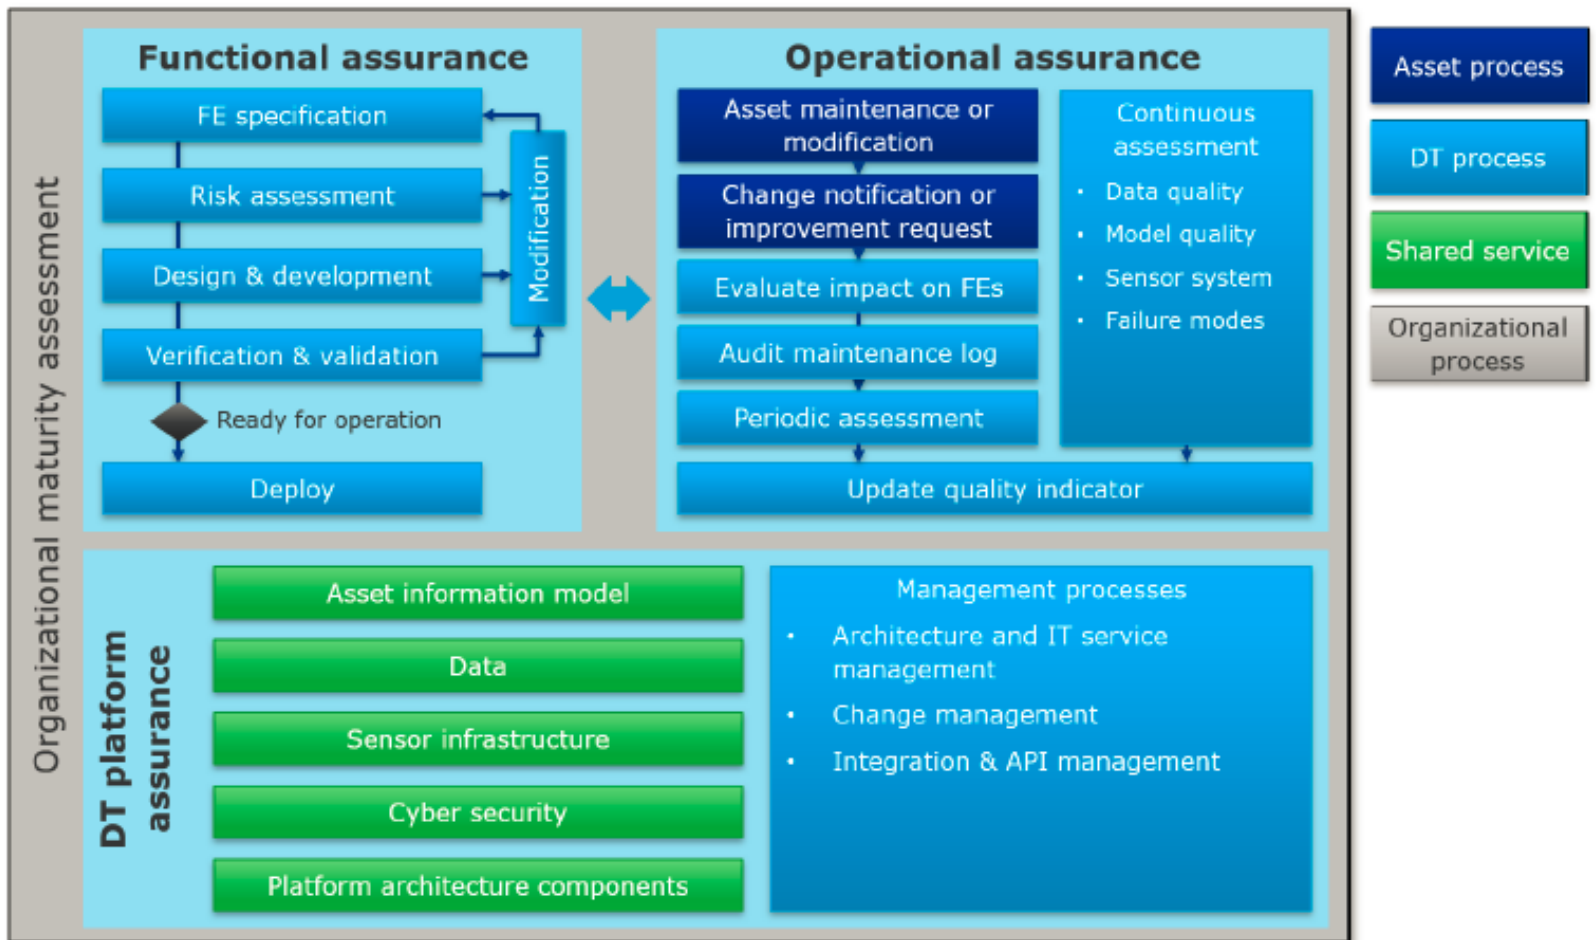 Organizational maturity assessment
Functional assurance
FE specification
Risk assessment
Design & development
Verification & validation
Modification
Ready for operation
Deploy
Operational assurance
Asset maintenance or
modification
Change notification or
improvement request
Evaluate impact on FEs
Audit maintenance log
Periodic assessment
Continuous
assessment
• Data quality
• Model quality
• Sensor system
• Failure modes
Update quality indicator
DT platform
assurance
Asset information model
Data
Sensor infrastructure
Cyber security
Platform architecture components
Management processes
• Architecture and IT service
management
• Change management
• Integration & API management
Asset process
DT process
Shared service
Organizational
process